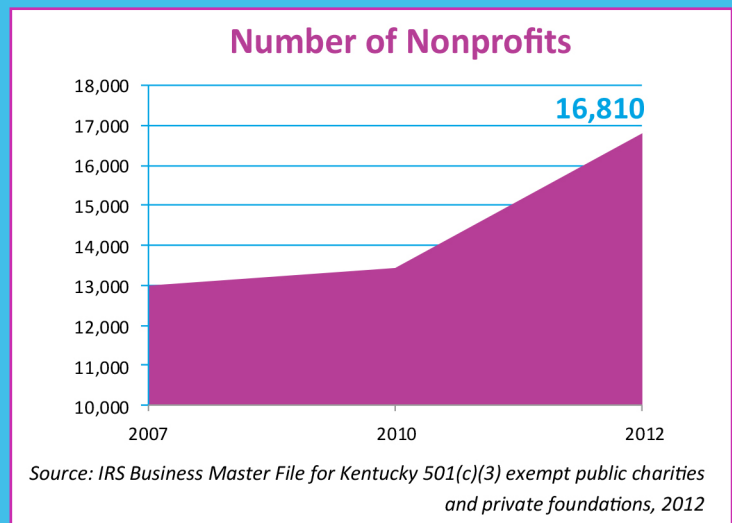 Number of Nonprofits
18,000
16,810
17,000
16,000
15,000
14,000
13,000
12,000
11,000
10,000
2007 2010 2012
Source: IRS Business Master File for Kentucky 501(c)(3) exempt public charities
and private foundations, 2012